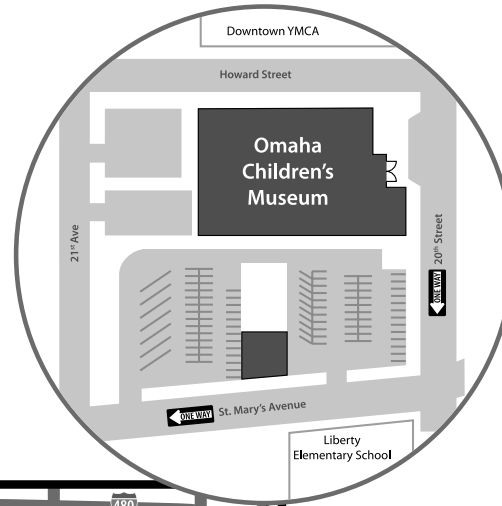 Downtown YMCA
Howard Street
Omaha
Children's
Museum
21st Ave
20th Street
ONE WAY
ONE WAY
St. Mary's Avenue
Liberty
Elementary School
480